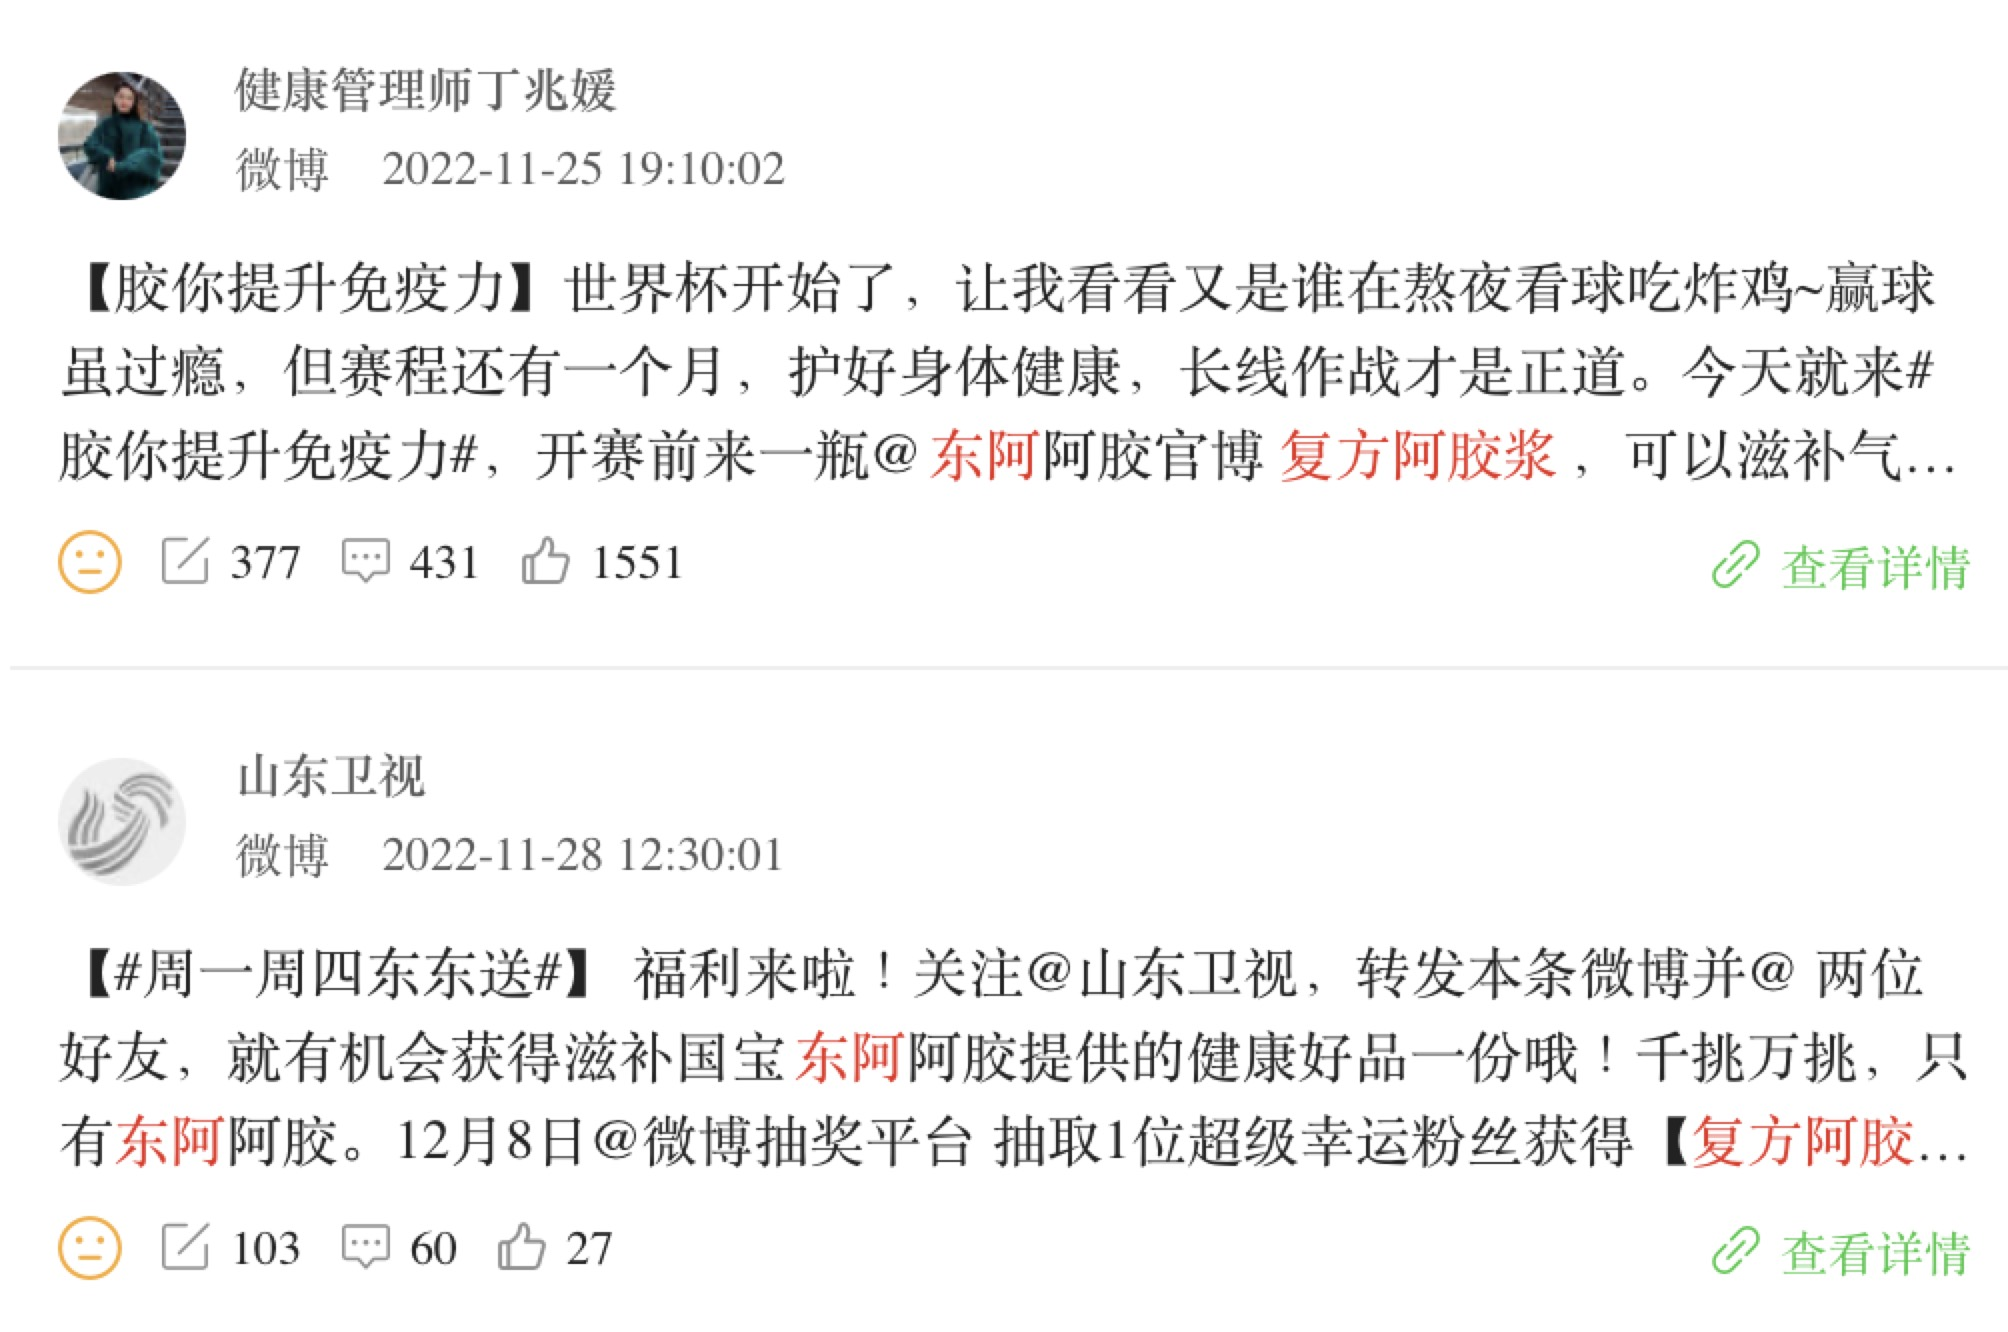 健康管理师丁兆媛
微博 2022-11-25 19:10:02
【胶你提升免疫力】世界杯开始了，让我看看又是谁在熬夜看球吃炸鸡~赢球
虽过瘾，但赛程还有一个月，护好身体健康，长线作战才是正道。今天就来#
胶你提升免疫力#，开赛前来一瓶@东阿阿胶官博 复方阿胶浆，可以滋补气...
377 431 1551 查看详情
山东卫视
微博 2022-11-28 12:30:01
【#周一周四东东送#】 福利来啦！关注@山东卫视，转发本条微博并@ 两位
好友，就有机会获得滋补国宝东阿阿胶提供的健康好品一份哦！千挑万挑，只
有东阿阿胶。12月8日@微博抽奖平台 抽取1位超级幸运粉丝获得【复方阿胶...
103 60 27 查看详情